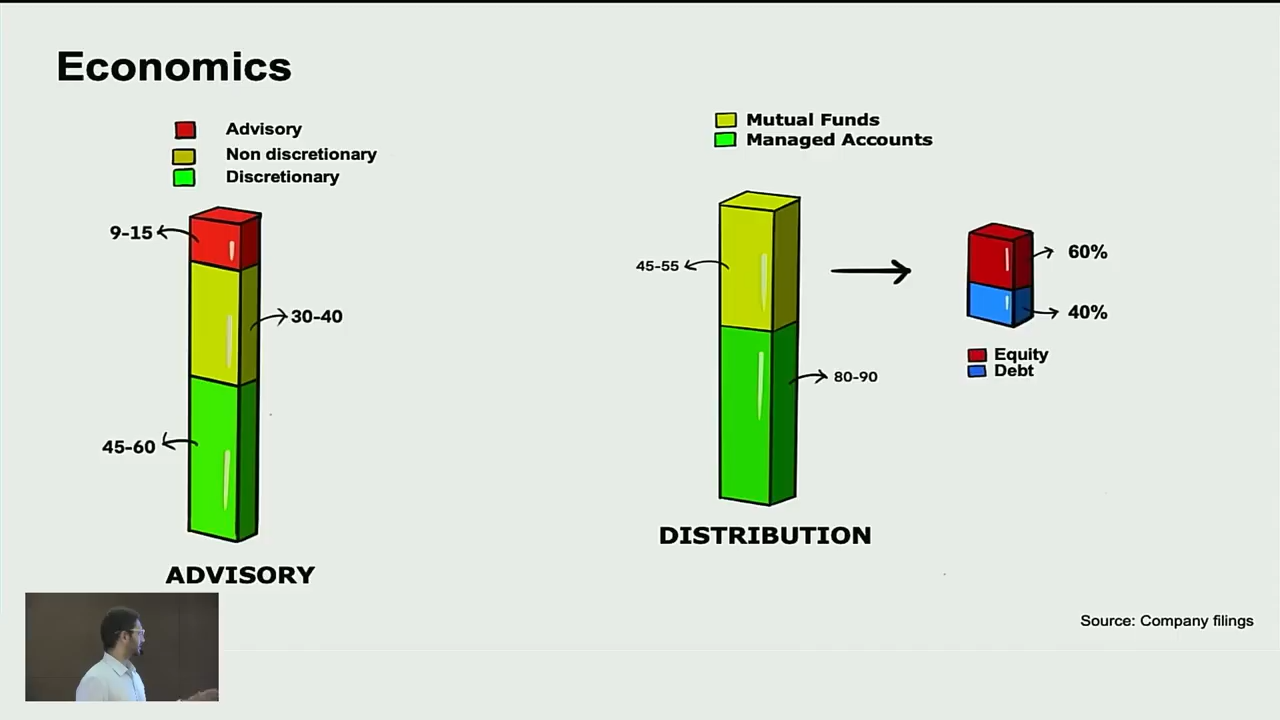 Economics
Advisory
Non discretionary
Discretionary
9-15
30-40
45-60
ADVISORY
Mutual Funds
Managed Accounts
45-55
80-90
DISTRIBUTION
60%
40%
Equity
Debt
Source: Company filings